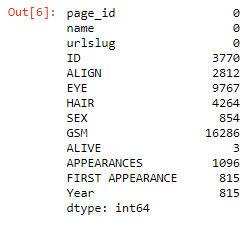 Out[6]: page_id 0
name 0
urlslug 0
ID 3770
ALIGN 2812
EYE 9767
HAIR 4264
SEX 854
GSM 16286
ALIVE 3
APPEARANCES 1096
FIRST APPEARANCE 815
Year 815
dtype: int64